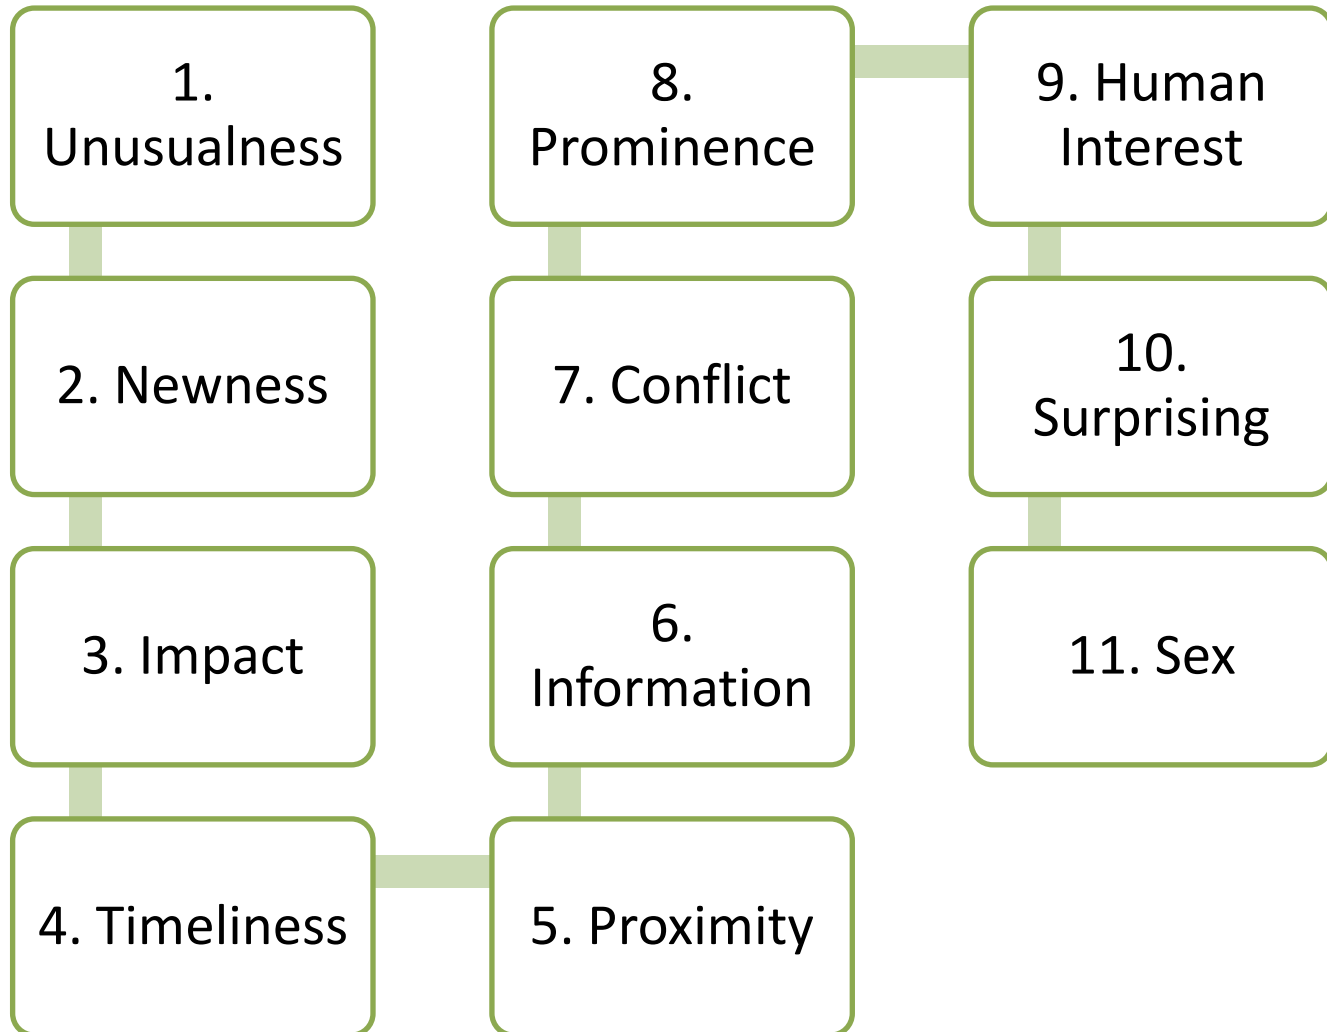 1.
Unusualness
2. Newness
3. Impact
4. Timeliness
5. Proximity
6.
Information
7. Conflict
8.
Prominence
9. Human
Interest
10.
Surprising
11. Sex